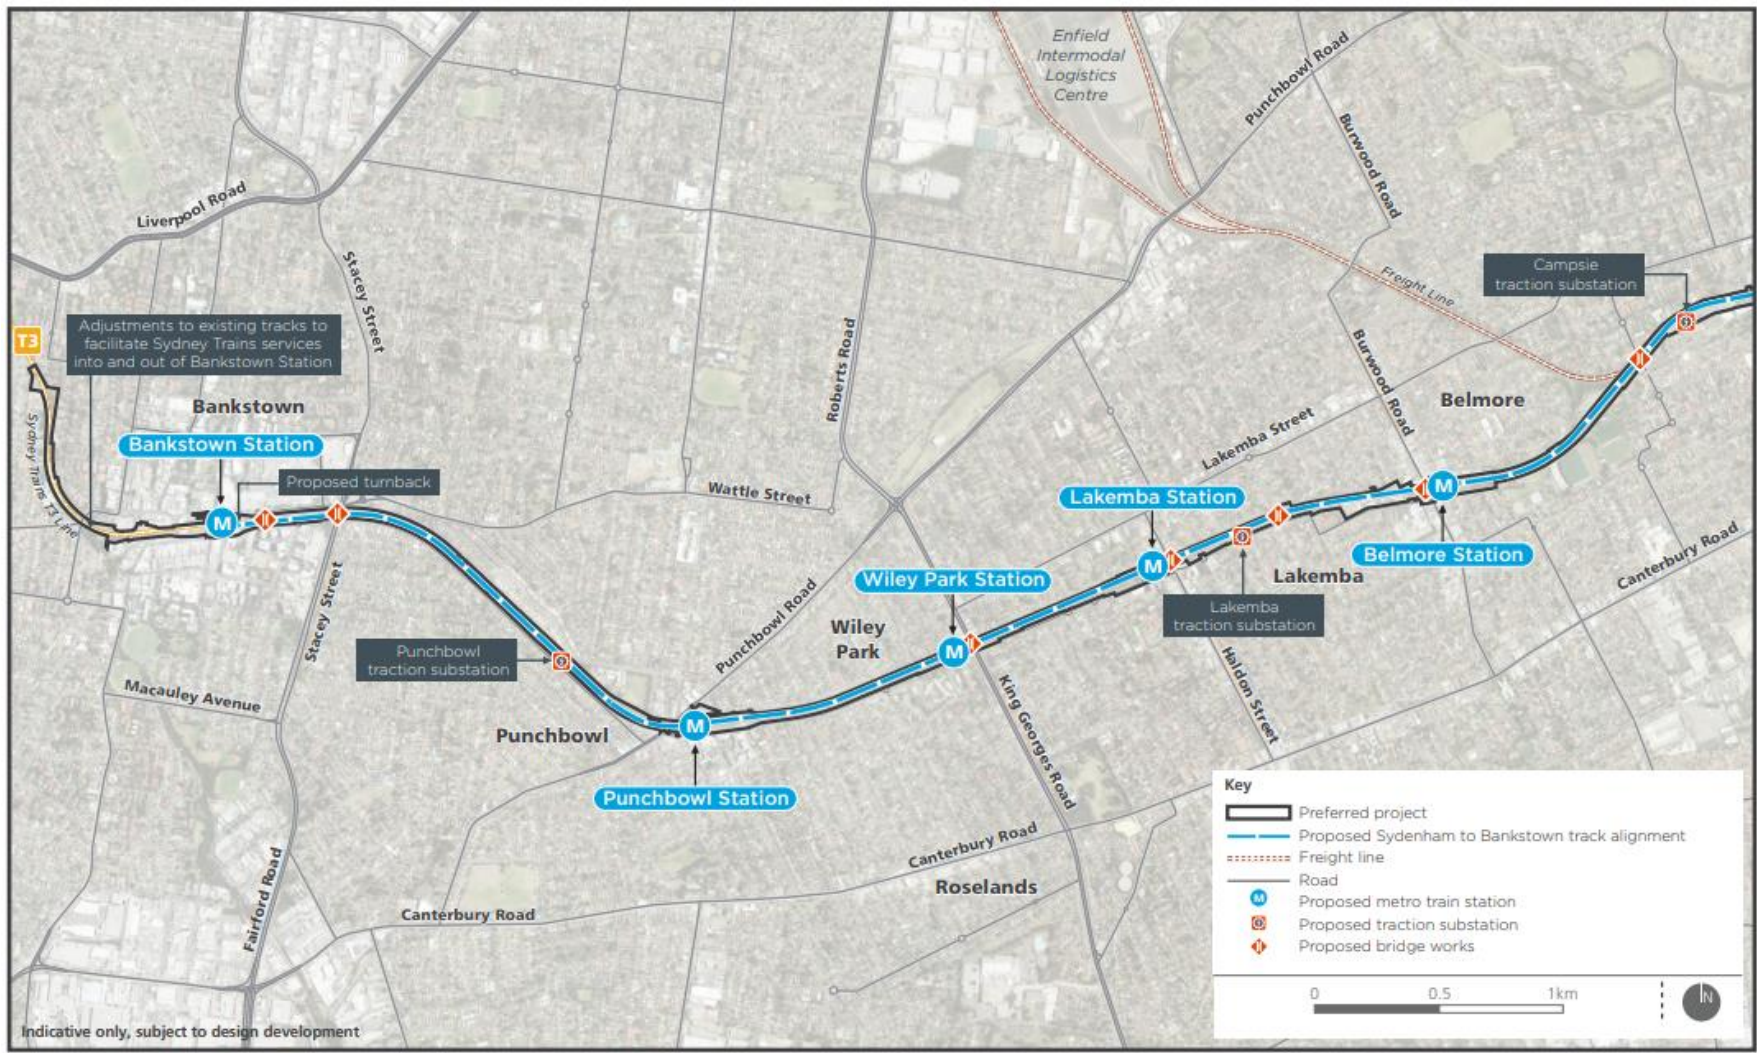 Enfield
Intermodal
Logistics
Centre
Punchbowl Road
Burwood Road
Liverpool Road
Stacey Street
Freight Line
Campsie
traction substation
T3
Adjustments to existing tracks to
facilitate Sydney Trains services
into and out of Bankstown Station
Roberts Road
Burwood Road
Bankstown
Belmore
Sydney Trains T3 Line
Bankstown Station
Lakemba Street
Proposed turnback
Wattle Street
Lakemba Station
M
M
Belmore Station
Canterbury Road
M
Wiley Park Station
Lakemba
Stacey Street
Punchbowl Road
Lakemba
traction substation
Wiley
Park
M
Punchbowl
traction substation
Macauley Avenue
King Georges Road
Haldon Street
Punchbowl
M
Punchbowl Station
Canterbury Road
Roselands
Fairford Road
Canterbury Road
Key
Preferred project
Proposed Sydenham to Bankstown track alignment
Freight line
Road
M
Proposed metro train station
Proposed traction substation
Proposed bridge works
0
0.5
1km
N
Indicative only, subject to design development